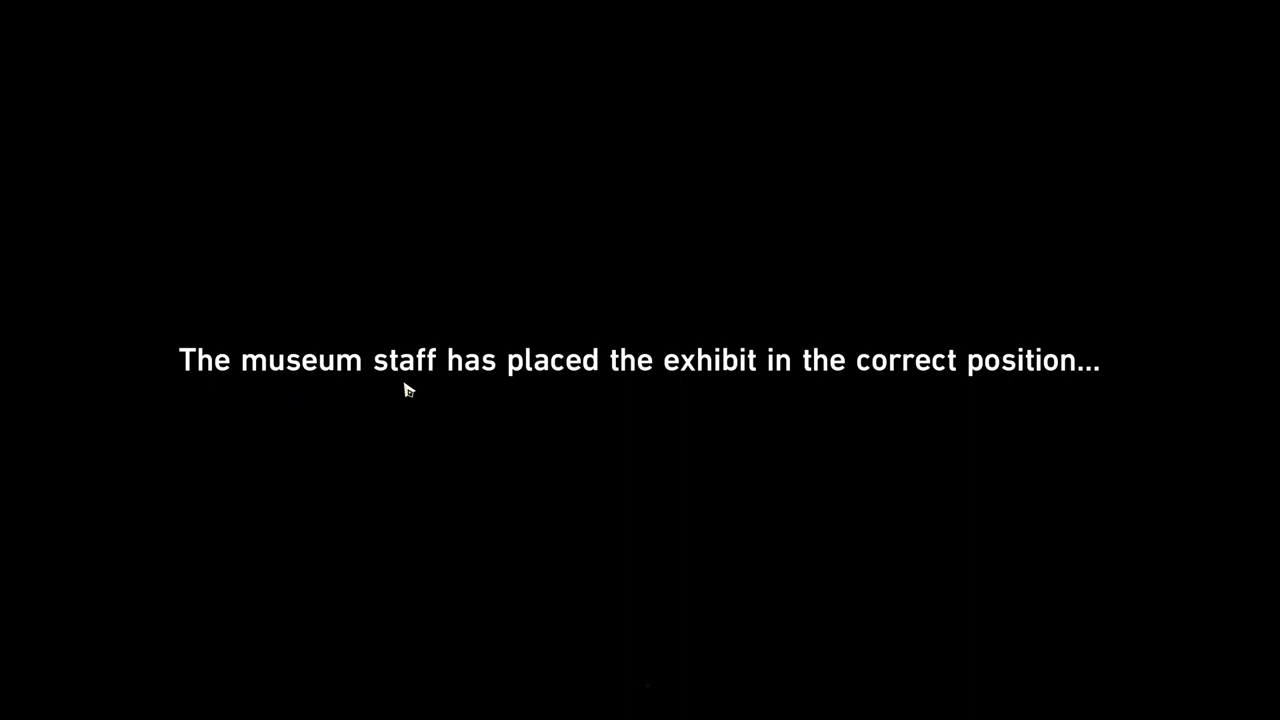 The museum staff has placed the exhibit in the correct position...